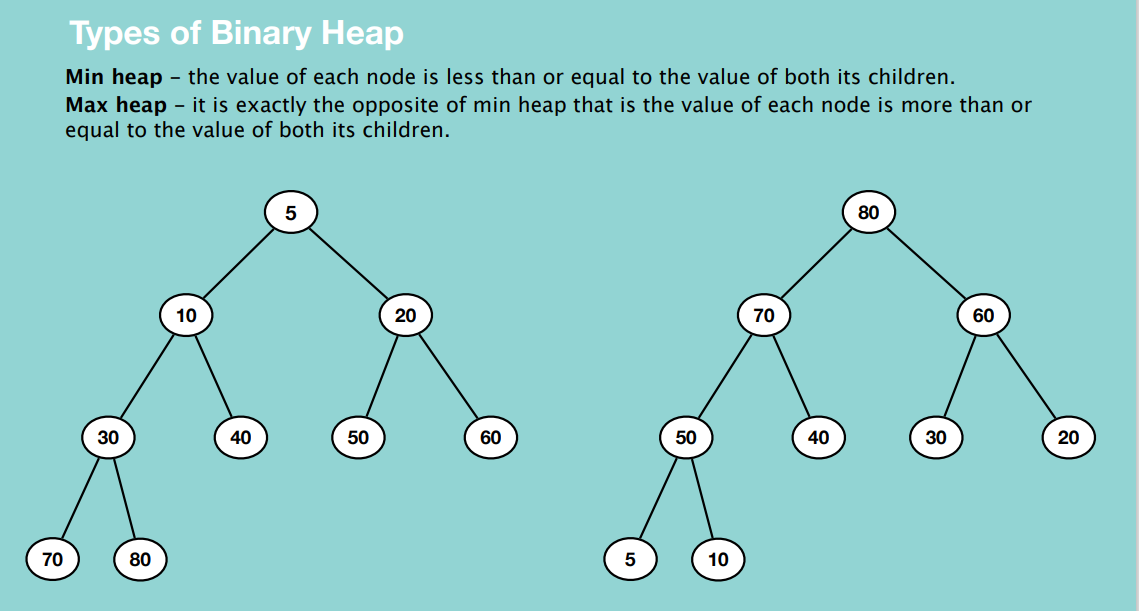 Types of Binary Heap
Min heap – the value of each node is less than or equal to the value of both its children.
Max heap – it is exactly the opposite of min heap that is the value of each node is more than or
equal to the value of both its children.
5 80
10 20 70 60
30 40 50 60 50 40 30 20
70 80 5 10